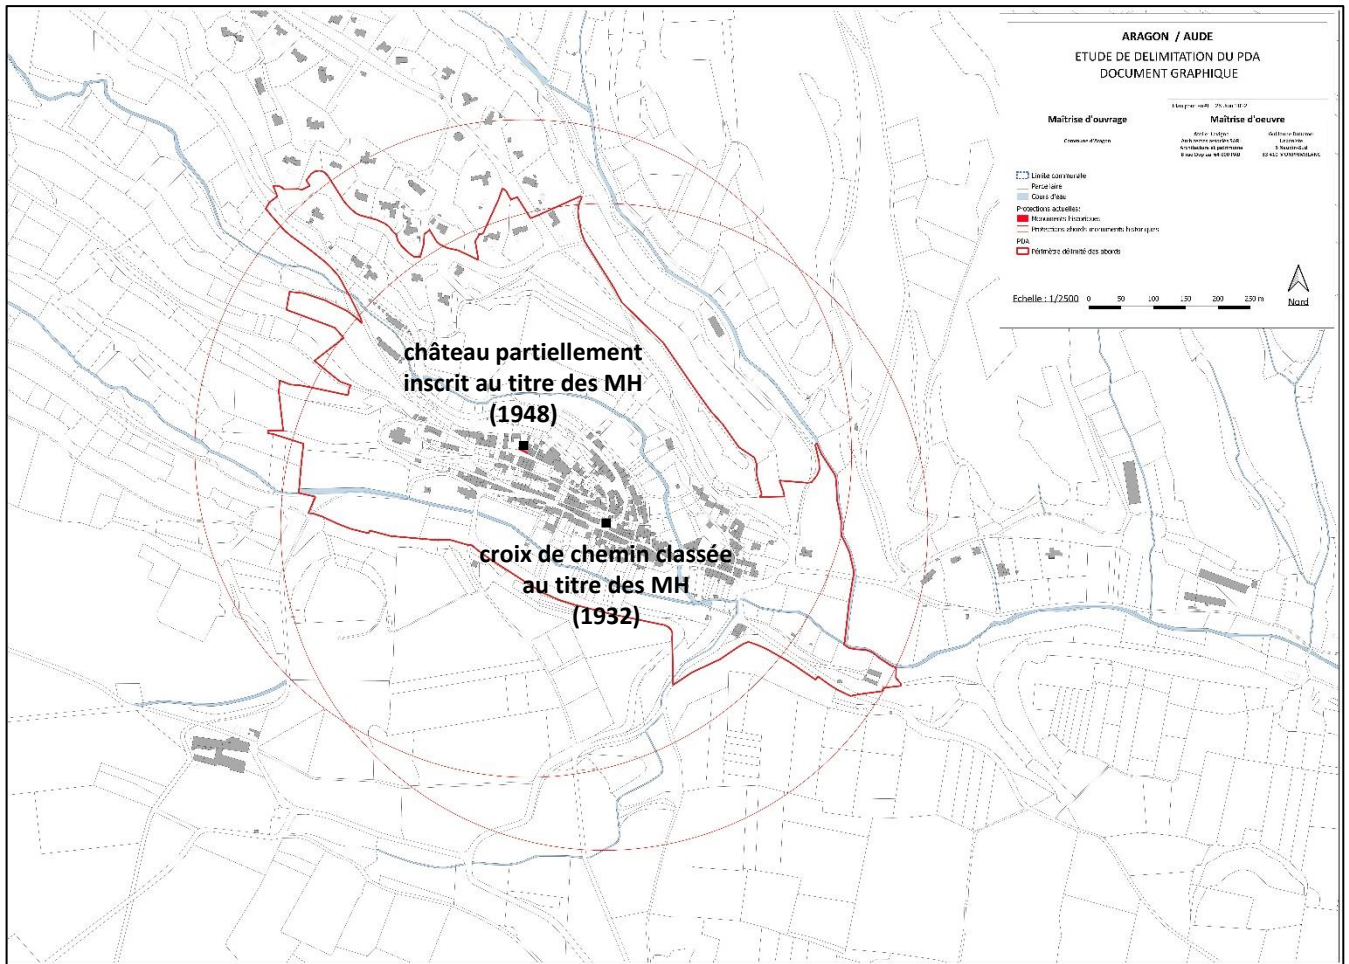 ARAGON / AUDE
ETUDE DE DELIMITATION DU PDA
DOCUMENT GRAPHIQUE
Maîtrise d'ouvrage
Commune d'Aragon
Maîtrise d'oeuvre
Architecture et patrimoine
Limite communale
Parcellaire
Cours d'eau
Protections actuelles:
Monuments historiques
Protections abords monuments historiques
PDA
Périmètre délimité des abords
Echelle : 1/2500 0 50 100 150 200 250 m
Nord
château partiellement
inscrit au titre des MH
(1948)
croix de chemin classée
au titre des MH
(1932)